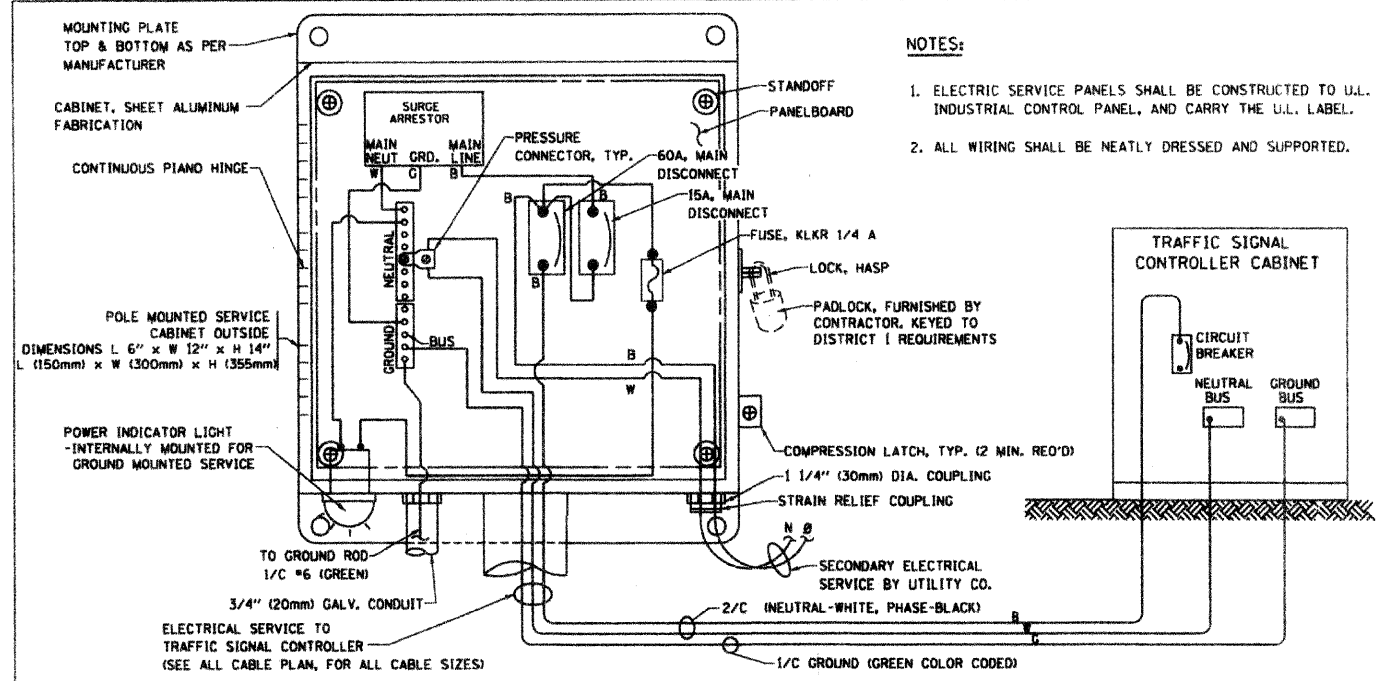 MOUNTING PLATE
TOP & BOTTOM AS PER
MANUFACTURER
CABINET, SHEET ALUMINUM
FABRICATION
CONTINUOUS PIANO HINGE
POLE MOUNTED SERVICE
CABINET OUTSIDE
DIMENSIONS L 6" x W 12" x H 14"
L (150mm) x W (300mm) x H (355mm)
POWER INDICATOR LIGHT
-INTERNALLY MOUNTED FOR
GROUND MOUNTED SERVICE
SURGE
ARRESTOR
MAIN
NEUT
GRD.
MAIN
LINE
W
G
B
PRESSURE
CONNECTOR, TYP.
STANDOFF
PANELBOARD
60A, MAIN
DISCONNECT
15A, MAIN
DISCONNECT
FUSE, KLKR 1/4 A
B
B
B
NEUTRAL
GROUND
BUS
B
W
LOCK, HASP
PADLOCK, FURNISHED BY
CONTRACTOR. KEYED TO
DISTRICT 1 REQUIREMENTS
COMPRESSION LATCH, TYP. (2 MIN. REQ'D)
1 1/4" (30mm) DIA. COUPLING
STRAIN RELIEF COUPLING
N Ø
SECONDARY ELECTRICAL
SERVICE BY UTILITY CO.
TO GROUND ROD
1/C #6 (GREEN)
3/4" (20mm) GALV. CONDUIT
ELECTRICAL SERVICE TO
TRAFFIC SIGNAL CONTROLLER
(SEE ALL CABLE PLAN, FOR ALL CABLE SIZES)
2/C (NEUTRAL-WHITE, PHASE-BLACK)
B
W
G
1/C GROUND (GREEN COLOR CODED)
NOTES:
1. ELECTRIC SERVICE PANELS SHALL BE CONSTRUCTED TO U.L.
INDUSTRIAL CONTROL PANEL, AND CARRY THE U.L. LABEL.
2. ALL WIRING SHALL BE NEATLY DRESSED AND SUPPORTED.
TRAFFIC SIGNAL
CONTROLLER CABINET
CIRCUIT
BREAKER
NEUTRAL
BUS
GROUND
BUS